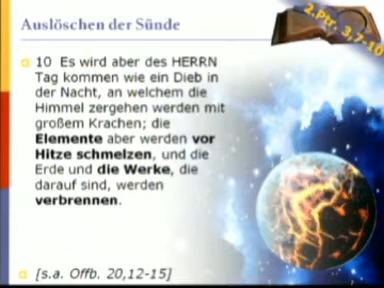 Auslöschen der Sünde
2.Ptr. 3,7-10
10 Es wird aber des HERRN
Tag kommen wie ein Dieb in
der Nacht, an welchem die
Himmel zergehen werden mit
großem Krachen; die
Elemente aber werden vor
Hitze schmelzen, und die
Erde und die Werke, die
darauf sind, werden
verbrennen.
[s.a. Offb. 20,12-15]